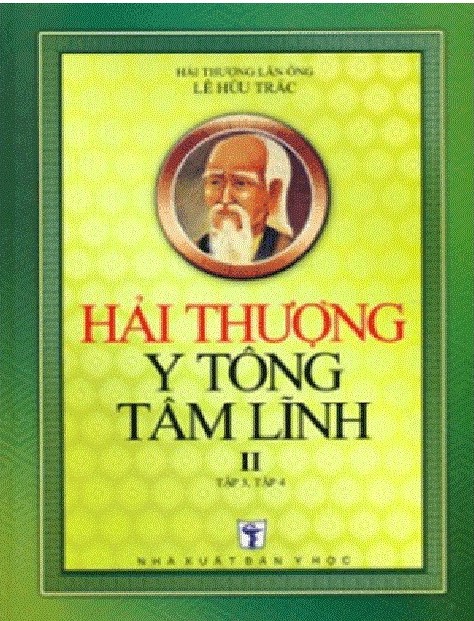 HẢI THƯỢNG LÃN ÔNG
LÊ HỮU TRÁC
HẢI THƯỢNG
Y TÔNG
TÂM LĨNH
II
TẬP 3, TẬP 4
NHÀ XUẤT BẢN Y HỌC